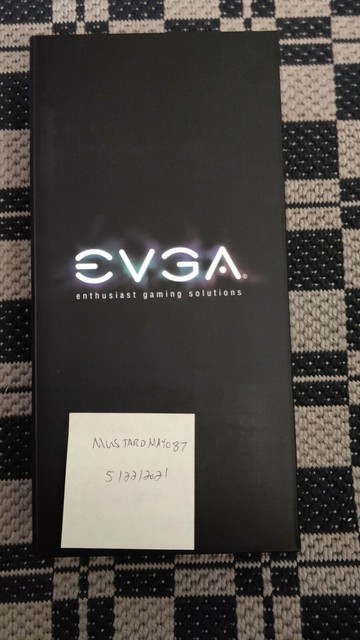 EVGA
enthusiast gaming solutions
MUSTARDMAYO87
5/22/2021